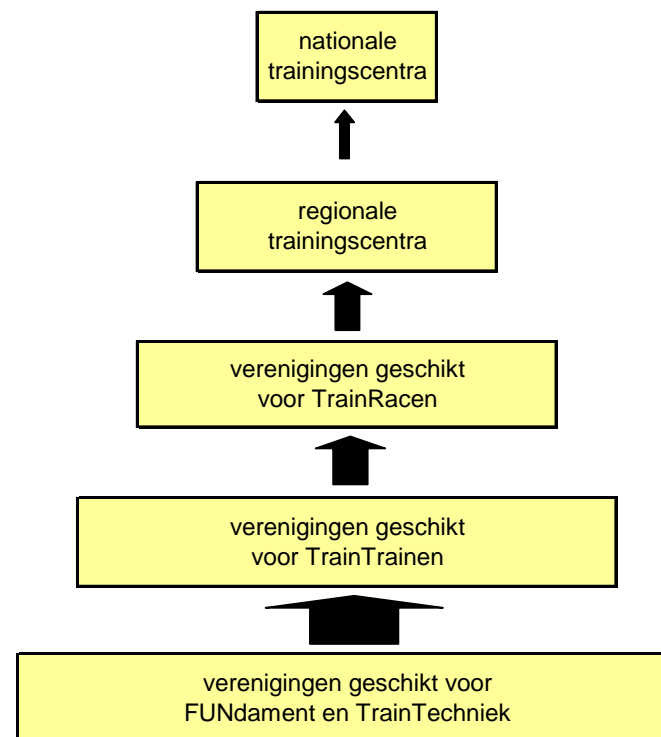 nationale
trainingscentra
regionale
trainingscentra
verenigingen geschikt
voor TrainRacen
verenigingen geschikt
voor TrainTrainen
verenigingen geschikt voor
FUNdament en TrainTechniek